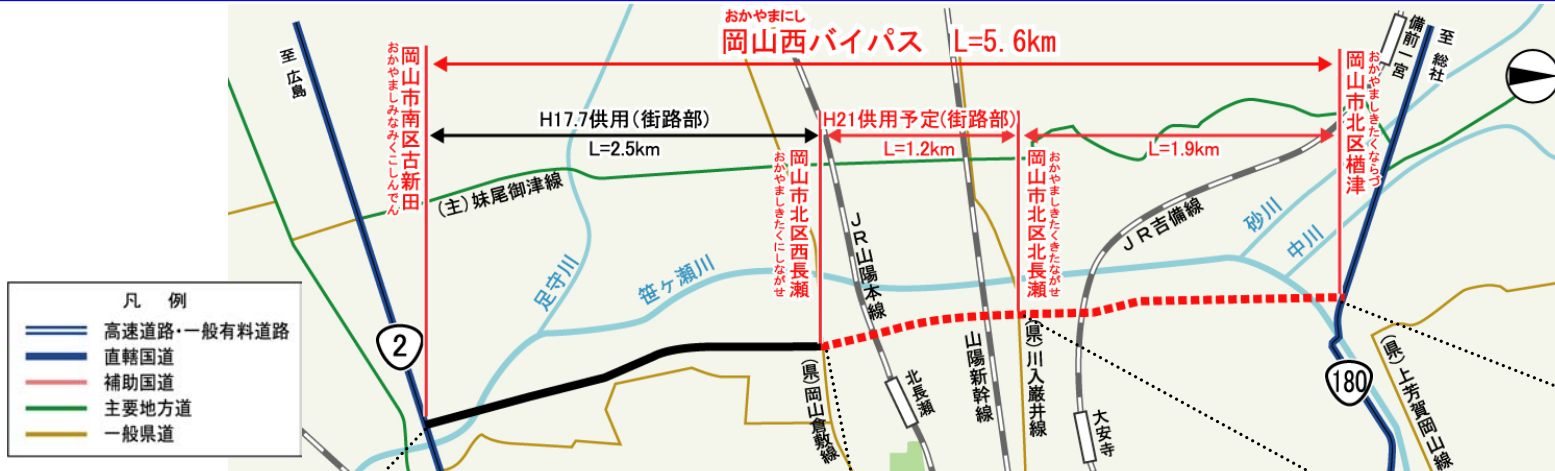 おかやまにし
岡山西バイパス L=5.6km
至 広島
おかやましみなみくこしんでん
岡山市南区古新田
H17.7供用(街路部)
L=2.5km
H21供用予定(街路部)
L=1.2km
L=1.9km
備前一宮
至 総社
おかやましきたくならづ
岡山市北区楢津
(主)妹尾御津線
おかやましきたくにしながせ
岡山市北区西長瀬
JR山陽本線
おかやましきたくきたながせ
岡山市北区北長瀬
JR吉備線
砂川
中川
足守川
笹ヶ瀬川
2
(県)岡山倉敷線
北長瀬
山陽新幹線
(県)川入巌井線
大安寺
180
(県)上芳賀岡山線
凡 例
高速道路・一般有料道路
直轄国道
補助国道
主要地方道
一般県道